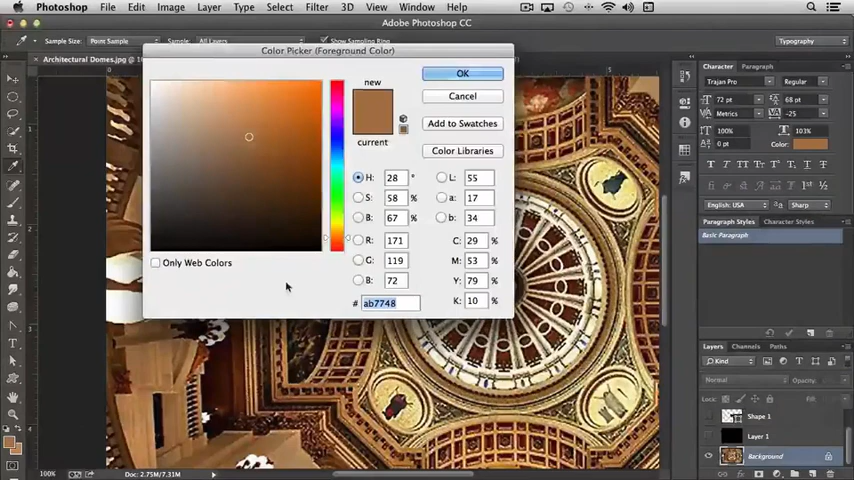 Photoshop File Edit Image Layer Type Select Filter 3D View Window Help
Adobe Photoshop CC
Sample Size: Point Sample Sample: All Layers Show Sampling Ring Typography
Architectural Domes.jpg @ 10
Color Picker (Foreground Color)
new
current
OK
Cancel
Add to Swatches
Color Libraries
H: 28 °
S: 58 %
B: 67 %
R: 171
G: 119
B: 72
L: 55
a: 17
b: 34
C: 29 %
M: 53 %
Y: 79 %
K: 10 %
# ab7748
Only Web Colors
Character Paragraph
Trajan Pro Regular
72 pt 68 pt
Metrics -25
100% 103%
0 pt Color:
English: USA Sharp
Paragraph Styles Adjustments
Basic Paragraph
Layers Channels Paths
Kind
Normal Opacity:
Lock: Fill:
Shape 1
Layer 1
Background
100% Doc: 2.75M/7.31M